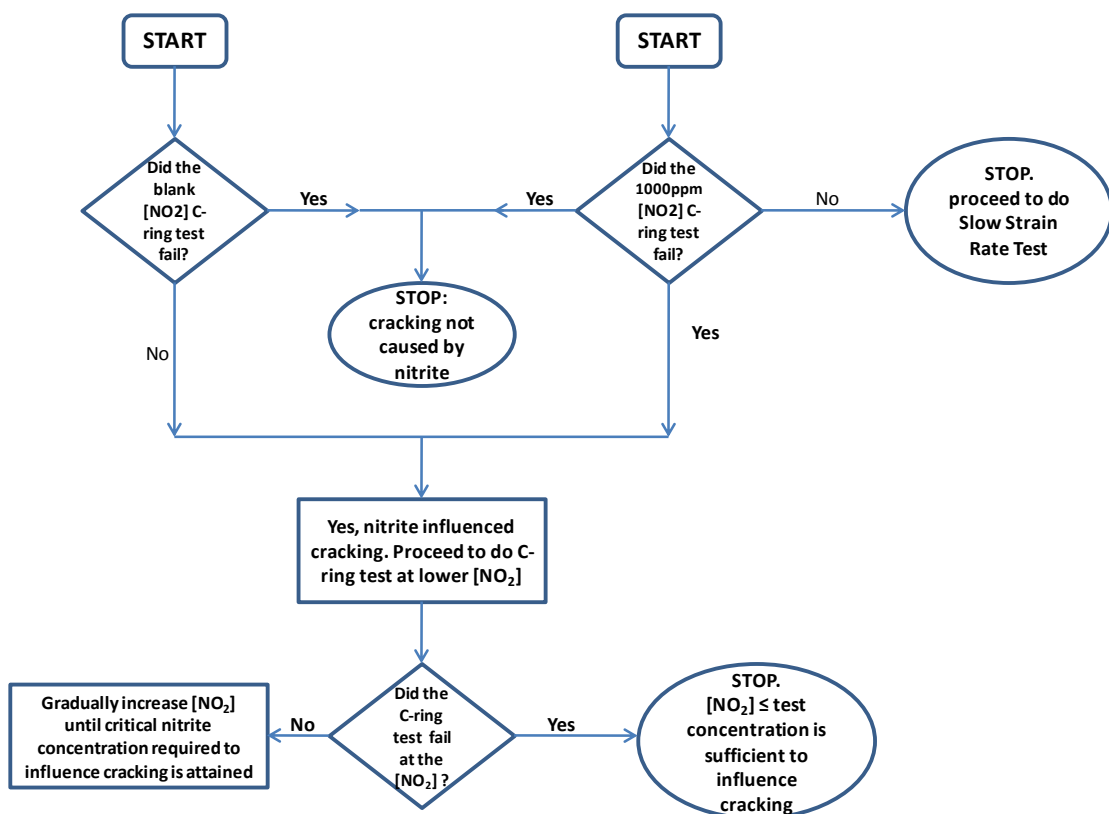 START
START
Did the
blank
[NO2] C-
ring test
fail?
Yes
Yes
Did the
1000ppm
[NO2] C-
ring test
fail?
No
STOP.
proceed to do
Slow Strain
Rate Test
STOP:
cracking not
caused by
nitrite
No
Yes
Yes, nitrite influenced
cracking. Proceed to do C-
ring test at lower [NO₂]
Gradually increase [NO₂]
until critical nitrite
concentration required to
influence cracking is attained
No
Did the
C-ring
test fail
at the
[NO₂] ?
Yes
STOP.
[NO₂] ≤ test
concentration is
sufficient to
influence
cracking